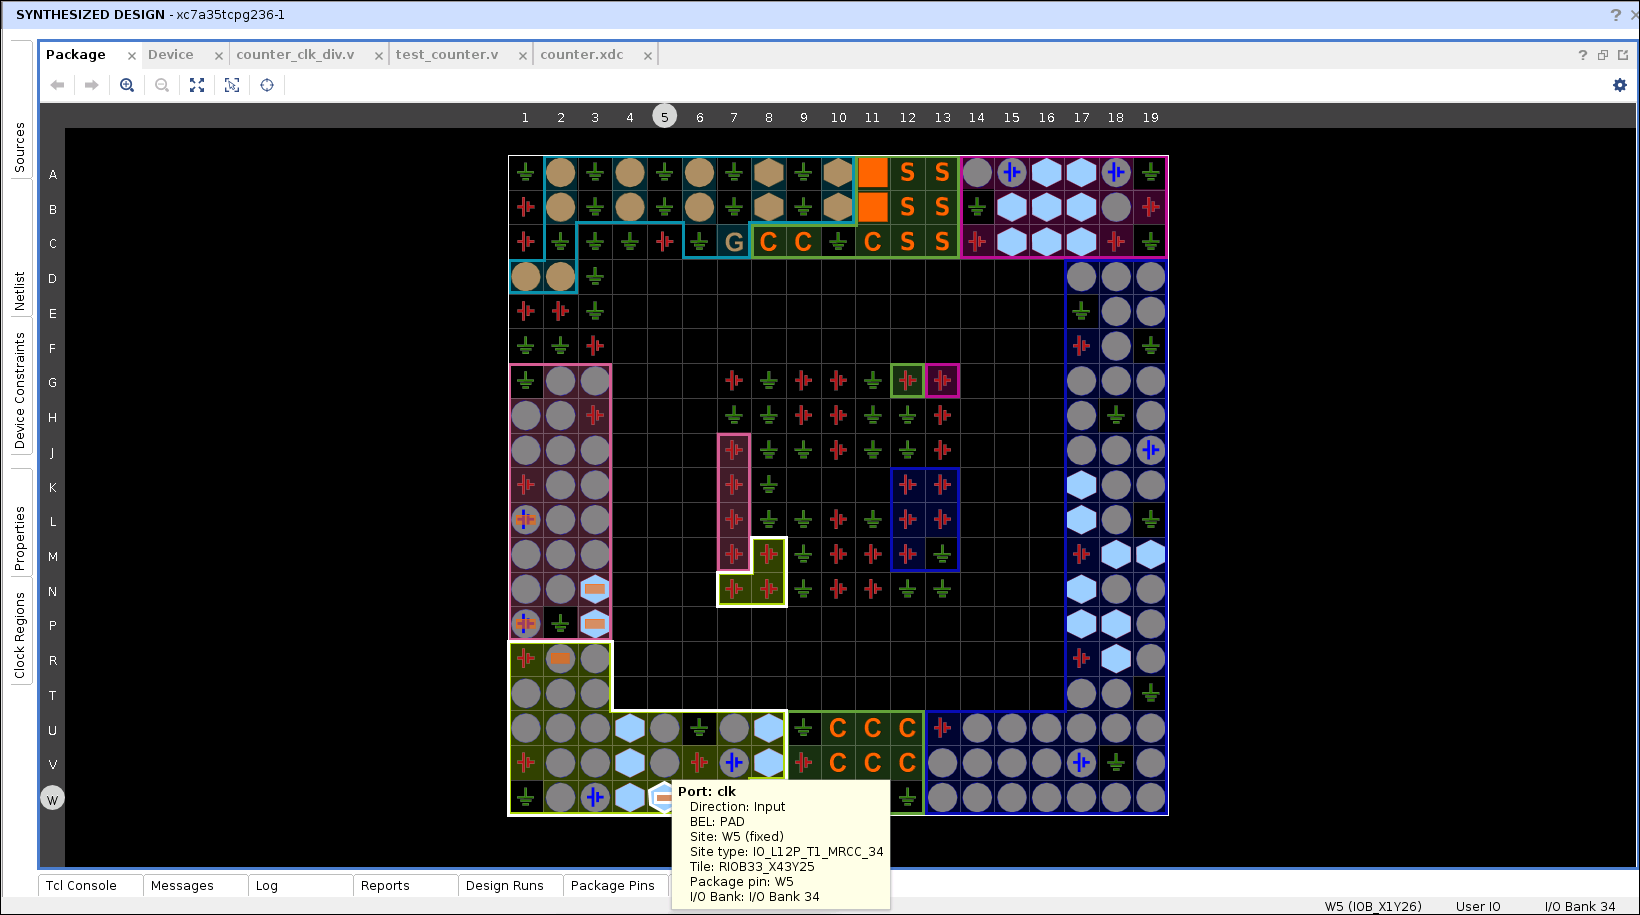 SYNTHESIZED DESIGN - xc7a35tcpg236-1
Package Device counter_clk_div.v test_counter.v counter.xdc
Sources
Netlist
Device Constraints
Properties
Clock Regions
1 2 3 4 5 6 7 8 9 10 11 12 13 14 15 16 17 18 19
A S S
B S S
C G C C C S S
D
E
F
G
H
J
K
L
M
N
P
R
T
U C C C
V C C C
W
Port: clk
Direction: Input
BEL: PAD
Site: W5 (fixed)
Site type: IO_L12P_T1_MRCC_34
Tile: RIOB33_X43Y25
Package pin: W5
I/O Bank: I/O Bank 34
Tcl Console Messages Log Reports Design Runs Package Pins
W5 (IOB_X1Y26) User IO I/O Bank 34